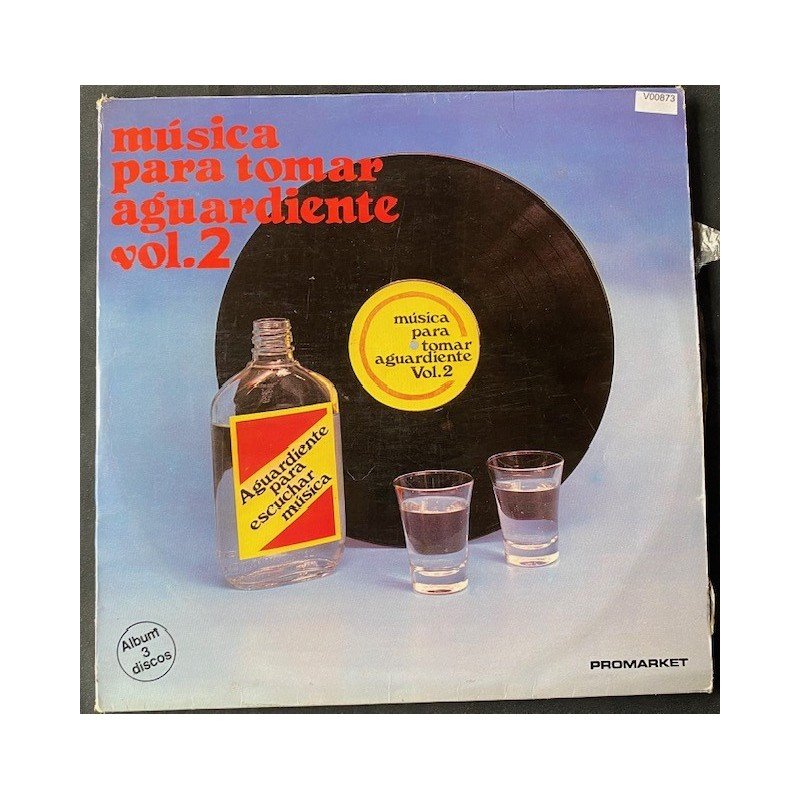 V00873
música
para tomar
aguardiente
vol.2
música
para
tomar
aguardiente
Vol.2
Aguardiente
para
escuchar
música
Album
3
discos
PROMARKET